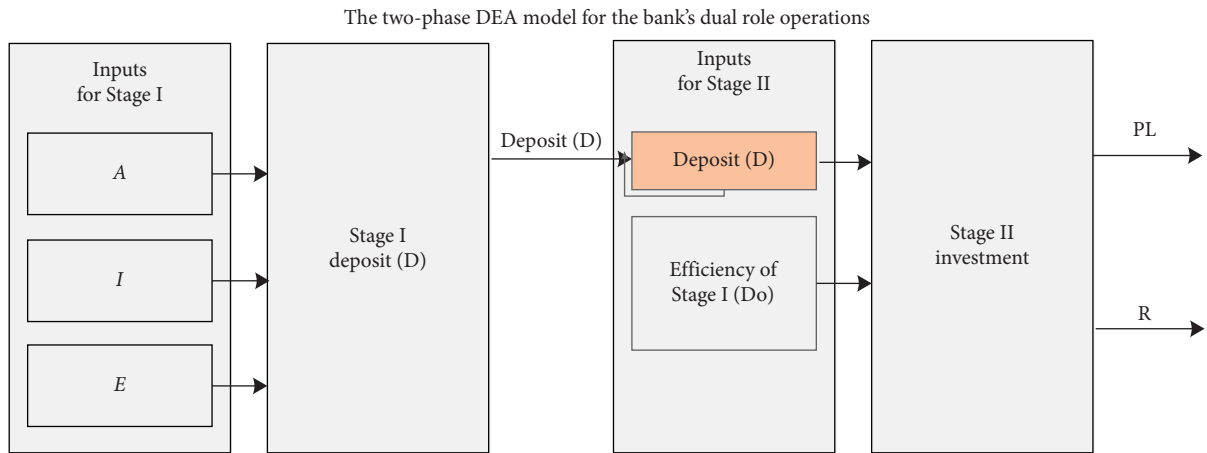 The two-phase DEA model for the bank's dual role operations
Inputs
for Stage I
A
I
E
Stage I
deposit (D)
Deposit (D)
Inputs
for Stage II
Deposit (D)
Efficiency of
Stage I (Do)
Stage II
investment
PL
R